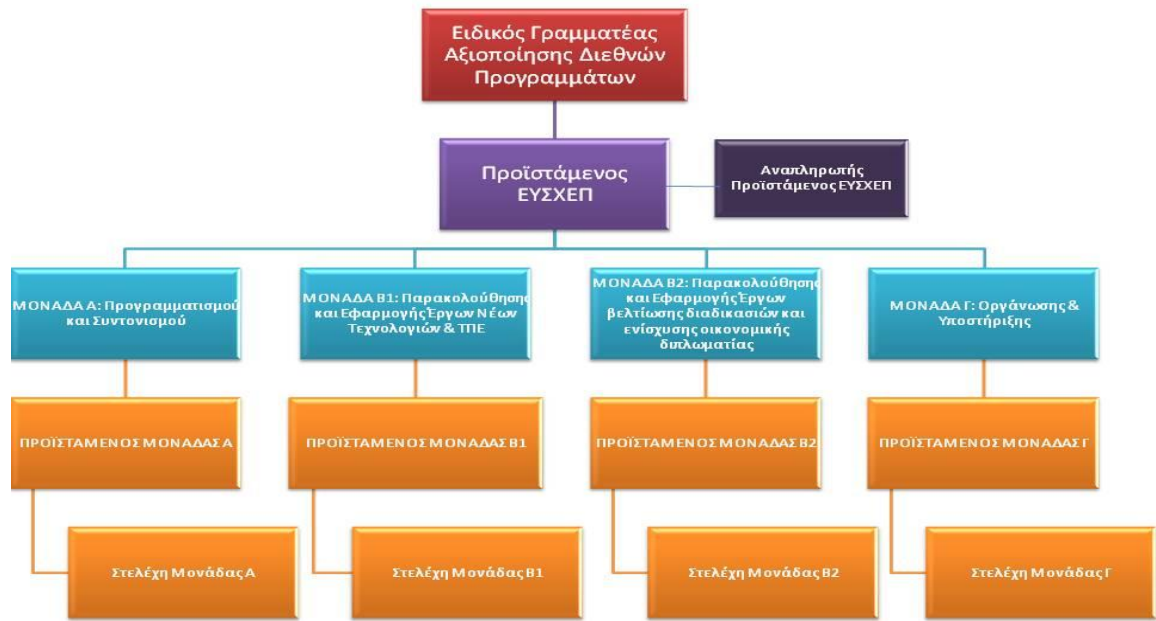 Ειδικός Γραμματέας
Αξιοποίησης Διεθνών
Προγραμμάτων
Προϊστάμενος
ΕΥΣΧΕΠ
Αναπληρωτής
Προϊστάμενος ΕΥΣΧΕΠ
ΜΟΝΑΔΑ Α: Προγραμματισμού
και Συντονισμού
ΜΟΝΑΔΑ Β1: Παρακολούθησης
και Εφαρμογής Έργων Νέων
Τεχνολογιών & ΤΠΕ
ΜΟΝΑΔΑ Β2: Παρακολούθησης
και Εφαρμογής Έργων
βελτίωσης διαδικασιών και
ενίσχυσης οικονομικής
διπλωματίας
ΜΟΝΑΔΑ Γ: Οργάνωσης &
Υποστήριξης
ΠΡΟΪΣΤΑΜΕΝΟΣ ΜΟΝΑΔΑΣ Α
ΠΡΟΪΣΤΑΜΕΝΟΣ ΜΟΝΑΔΑΣ Β1
ΠΡΟΪΣΤΑΜΕΝΟΣ ΜΟΝΑΔΑΣ Β2
ΠΡΟΪΣΤΑΜΕΝΟΣ ΜΟΝΑΔΑΣ Γ
Στελέχη Μονάδας Α
Στελέχη Μονάδας Β1
Στελέχη Μονάδας Β2
Στελέχη Μονάδας Γ